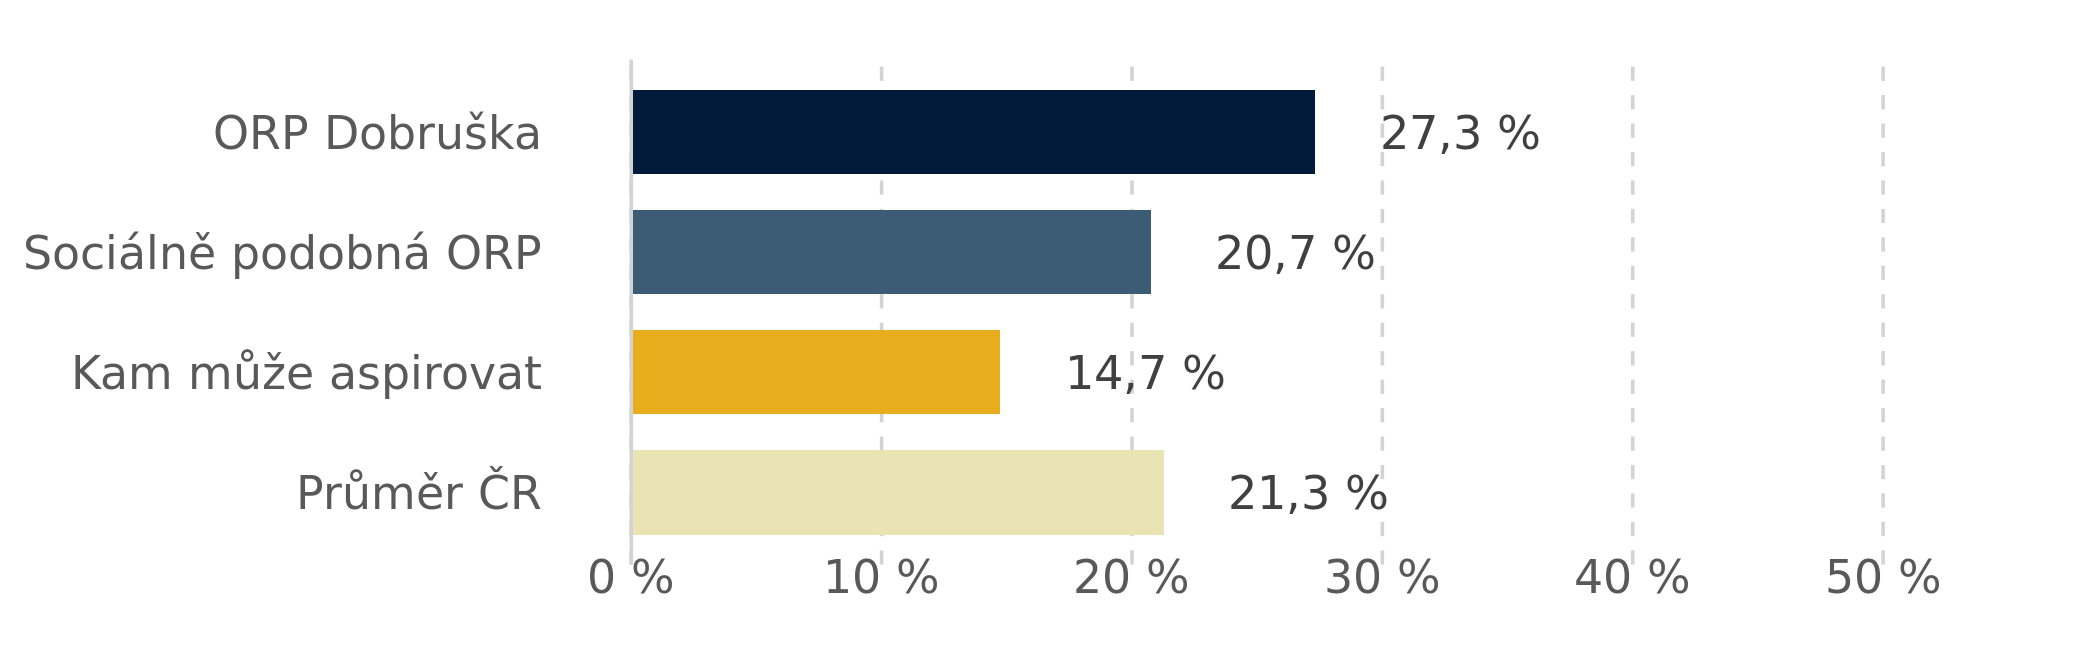 ORP Dobruška 27,3 %
Sociálně podobná ORP 20,7 %
Kam může aspirovat 14,7 %
Průměr ČR 21,3 %
0 % 10 % 20 % 30 % 40 % 50 %